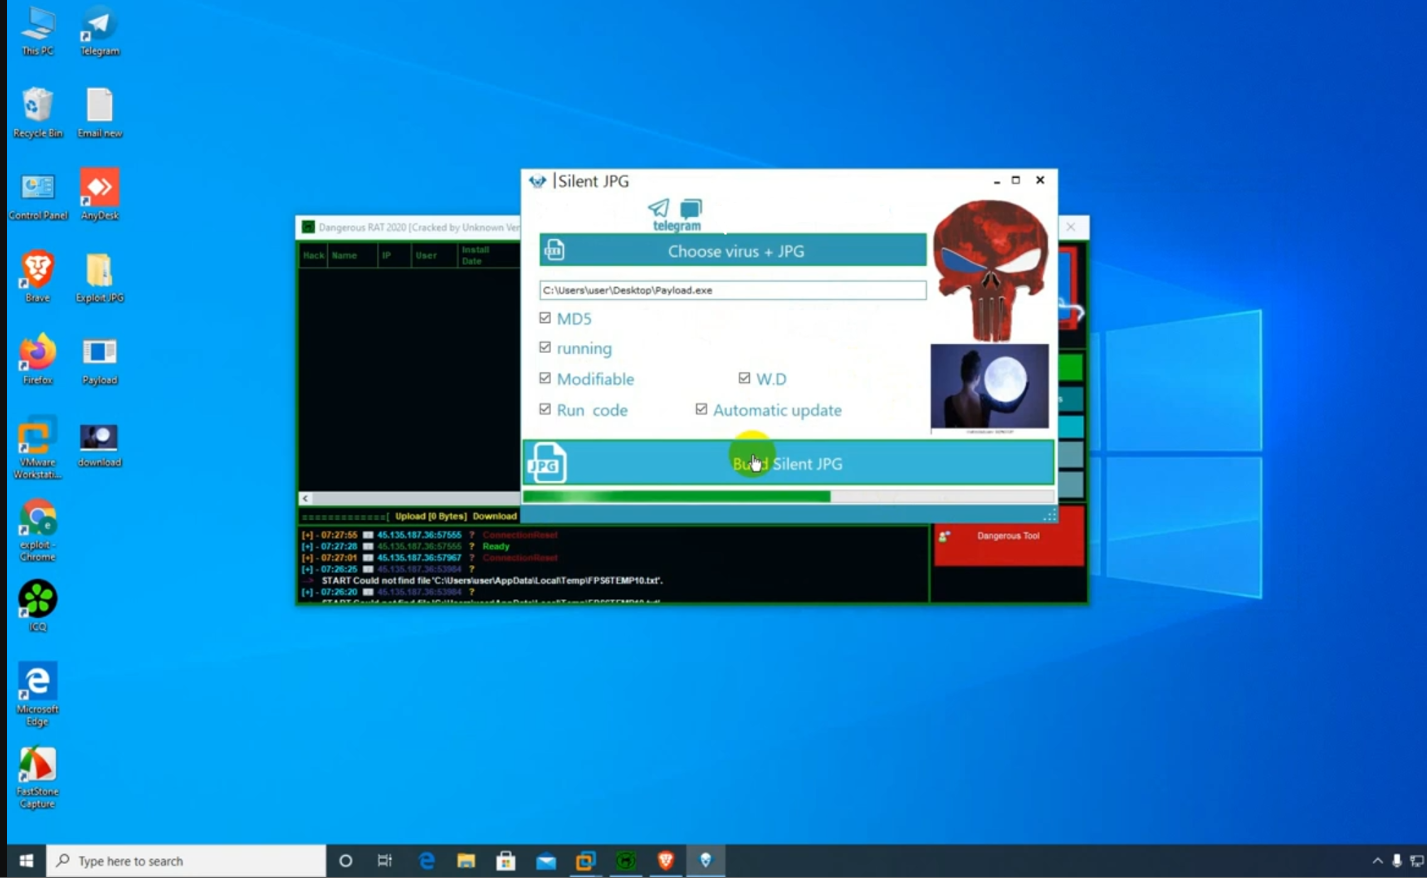 This PC
Telegram
Recycle Bin
Email new
Control Panel
AnyDesk
Brave
Exploit JPG
Firefox
Payload
VMware
Workstati...
download
exploit -
Chrome
ICQ
Microsoft
Edge
FastStone
Capture
Dangerous RAT 2020 [Cracked by Unknown Ver
Hack
Name
IP
User
Install
Date
Silent JPG
telegram
EXE
Choose virus + JPG
C:\Users\user\Desktop\Payload.exe
MD5
running
Modifiable
W.D
Run code
Automatic update
JPG
Build Silent JPG
=============[ Upload [0 Bytes] Download
[+] - 07:27:55 45.135.187.36:57555 ? ConnectionReset
[+] - 07:27:28 45.135.187.36:57555 ? Ready
[+] - 07:27:01 45.135.187.36:57967 ? ConnectionReset
[+] - 07:26:25 45.135.187.36:53984 ?
START Could not find file 'C:\Users\user\AppData\Local\Temp\FPS6TEMP10.txt'.
[+] - 07:26:20 45.135.187.36:53984 ?
Dangerous Tool
Type here to search